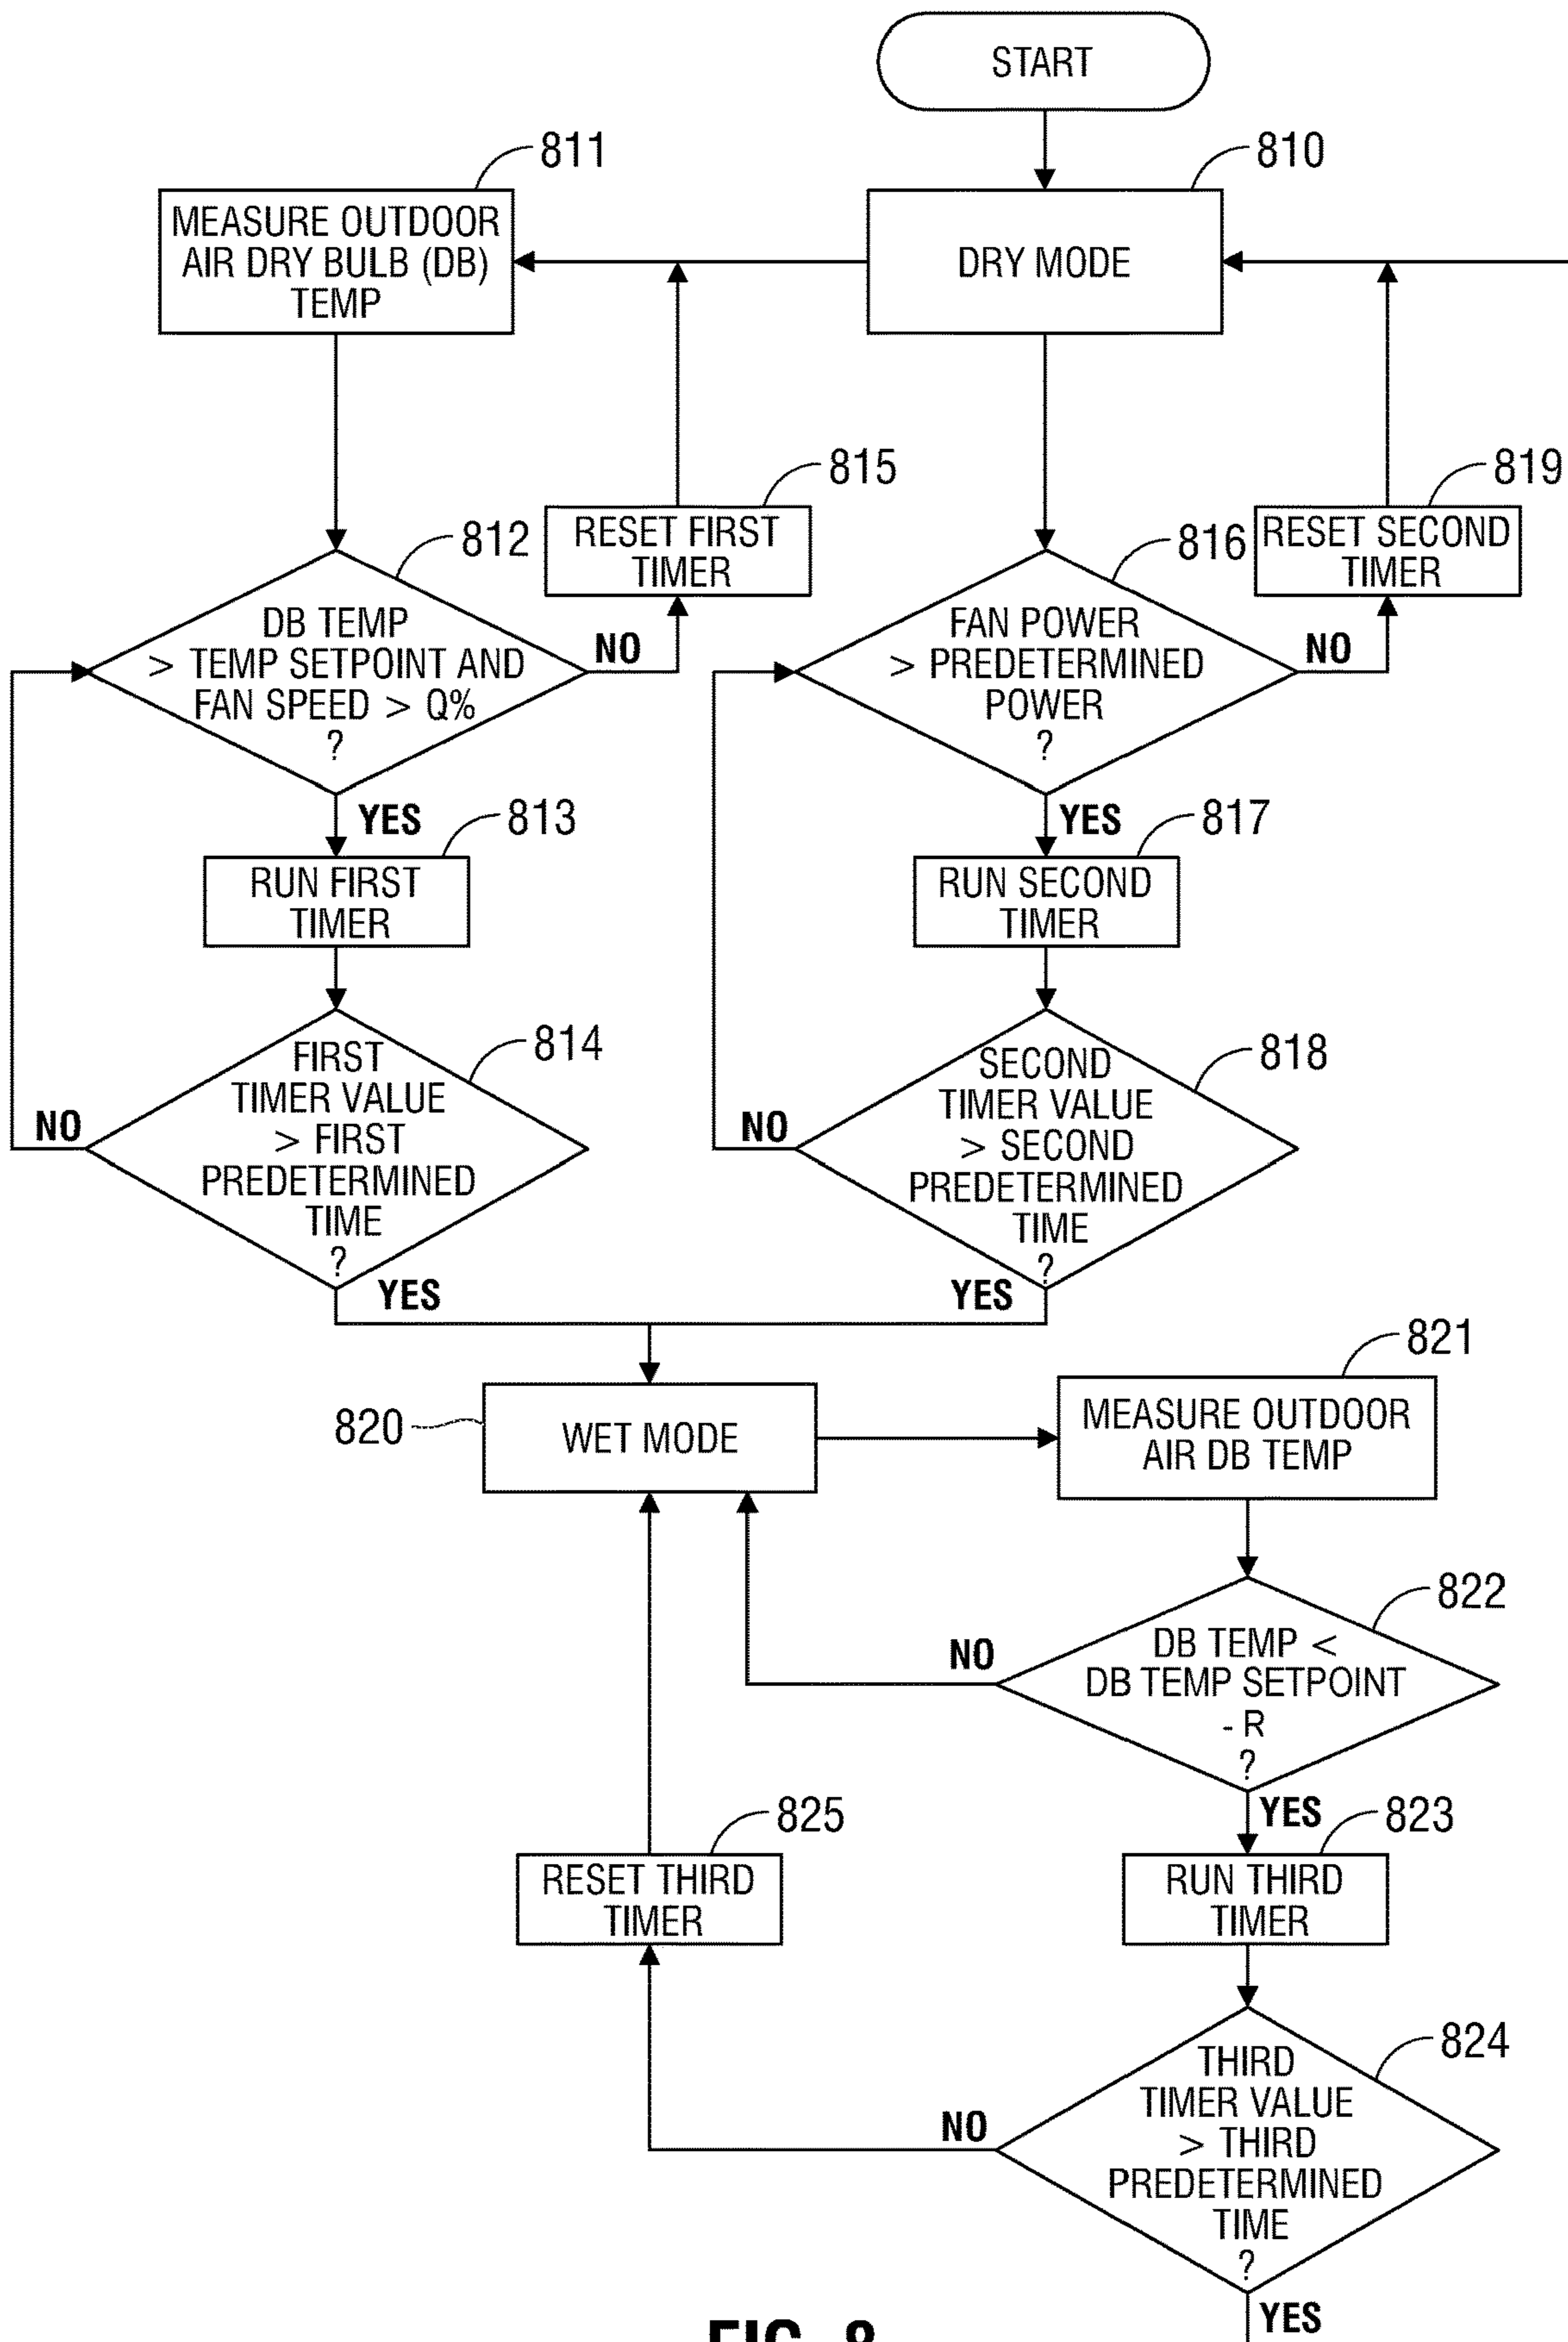 START
811
810
MEASURE OUTDOOR
AIR DRY BULB (DB)
TEMP
DRY MODE
815
819
RESET FIRST
TIMER
RESET SECOND
TIMER
812
816
DB TEMP
> TEMP SETPOINT AND
FAN SPEED > Q%
?
NO
FAN POWER
> PREDETERMINED
POWER
?
NO
YES
813
YES
817
RUN FIRST
TIMER
RUN SECOND
TIMER
814
818
FIRST
TIMER VALUE
> FIRST
PREDETERMINED
TIME
?
NO
SECOND
TIMER VALUE
> SECOND
PREDETERMINED
TIME
?
NO
YES
YES
821
820
WET MODE
MEASURE OUTDOOR
AIR DB TEMP
822
NO
DB TEMP <
DB TEMP SETPOINT
- R
?
YES
825
823
RESET THIRD
TIMER
RUN THIRD
TIMER
824
NO
THIRD
TIMER VALUE
> THIRD
PREDETERMINED
TIME
?
YES
FIG. 8